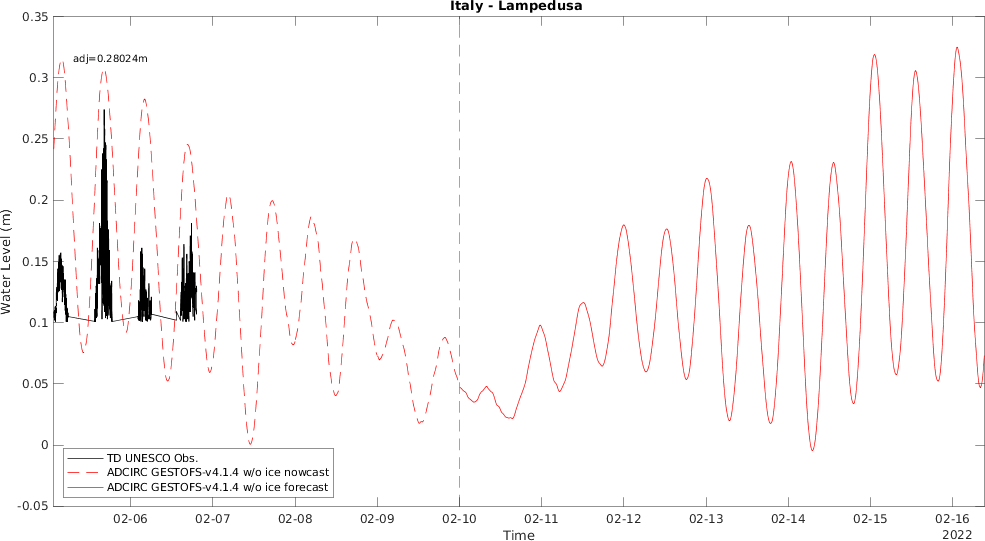 Italy - Lampedusa
adj=0.28024m
0.35
0.3
0.25
0.2
0.15
0.1
0.05
0
-0.05
Water Level (m)
TD UNESCO Obs.
ADCIRC GESTOFS-v4.1.4 w/o ice nowcast
ADCIRC GESTOFS-v4.1.4 w/o ice forecast
02-06 02-07 02-08 02-09 02-10 02-11 02-12 02-13 02-14 02-15 02-16
Time
2022